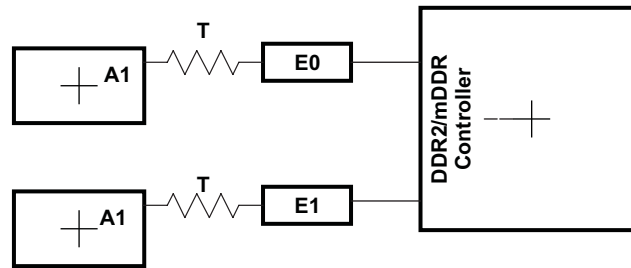 T
A1
E0
DDR2/mDDR
Controller
T
A1
E1